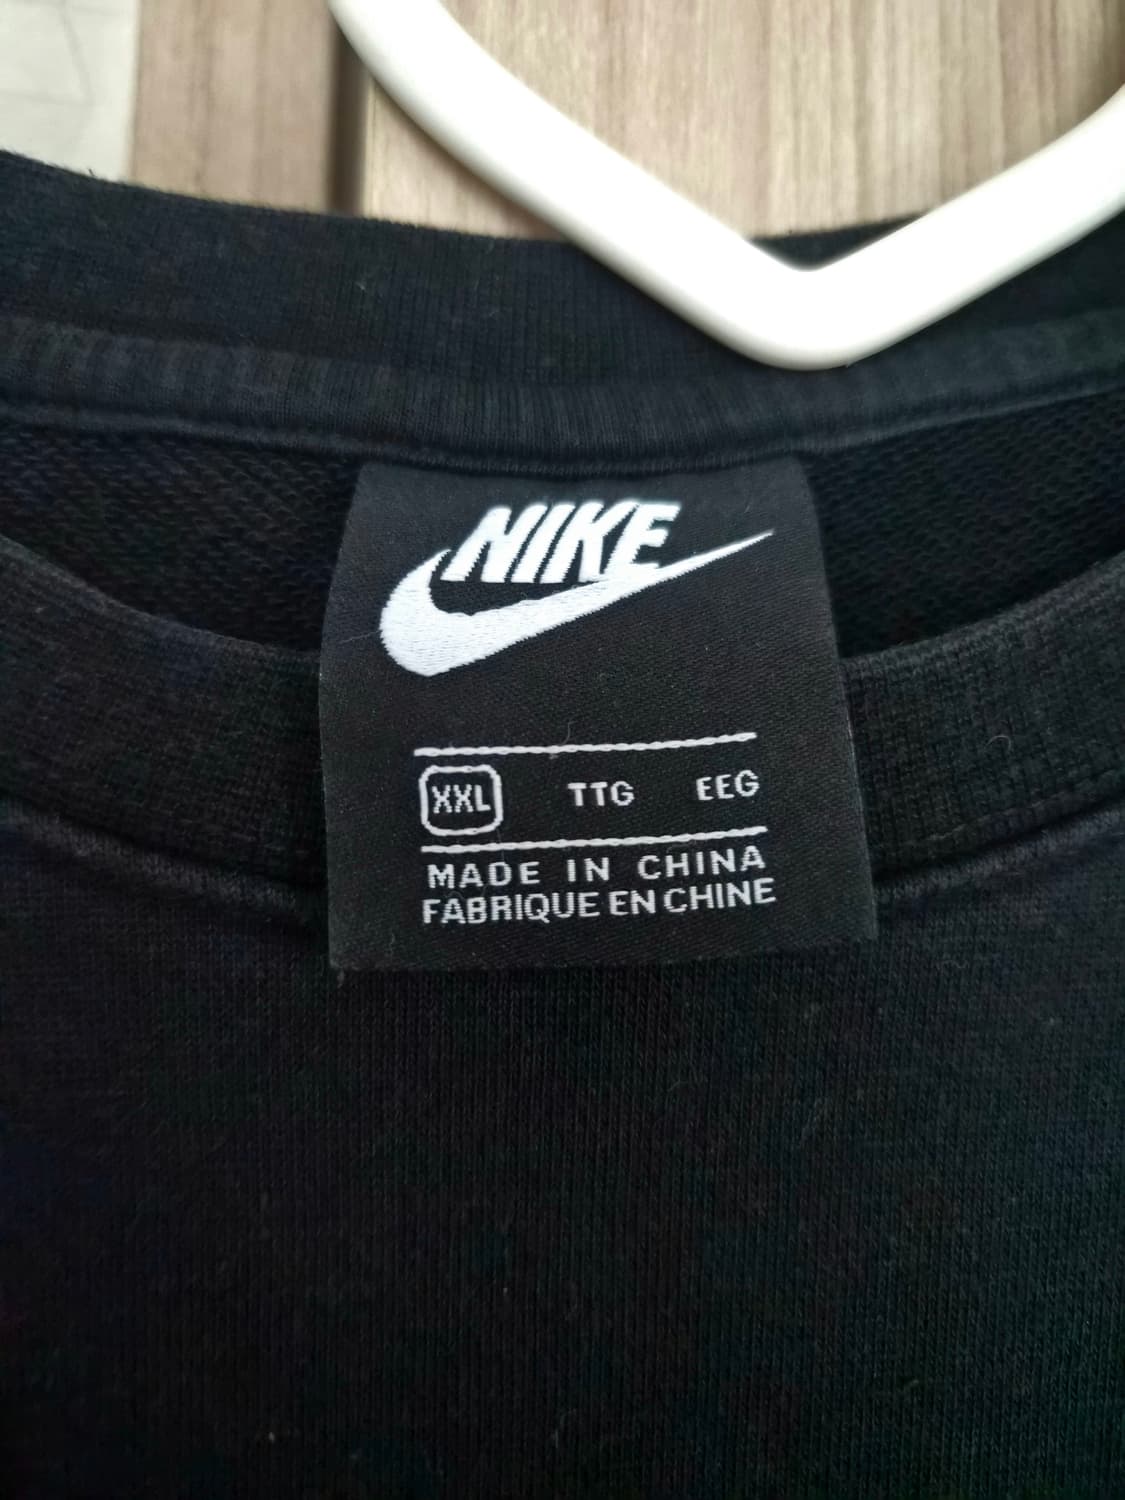 NIKE
XXL TTG EEG
MADE IN CHINA
FABRIQUE EN CHINE